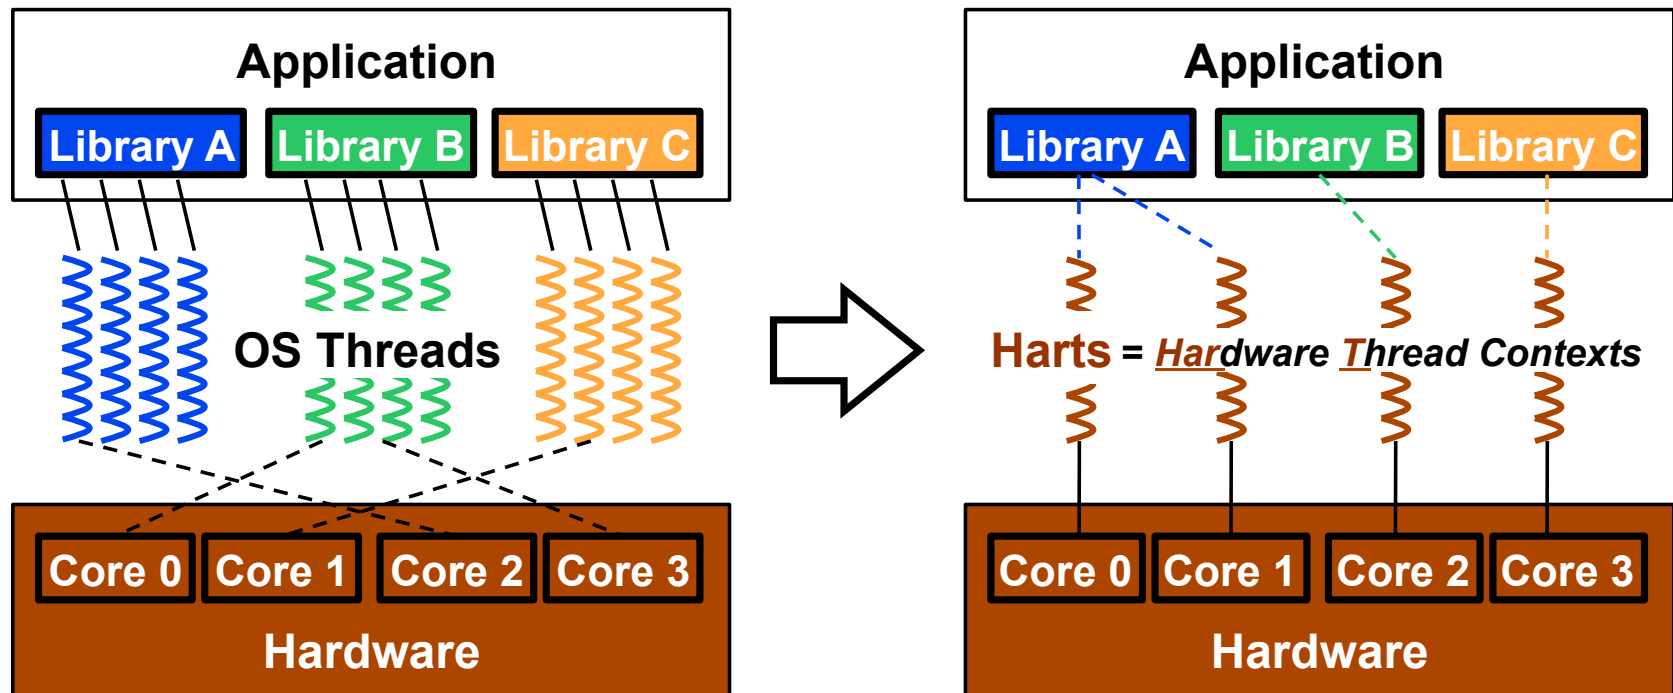 Application
Library A Library B Library C
OS Threads
Core 0 Core 1 Core 2 Core 3
Hardware
Application
Library A Library B Library C
Harts = Hardware Thread Contexts
Core 0 Core 1 Core 2 Core 3
Hardware